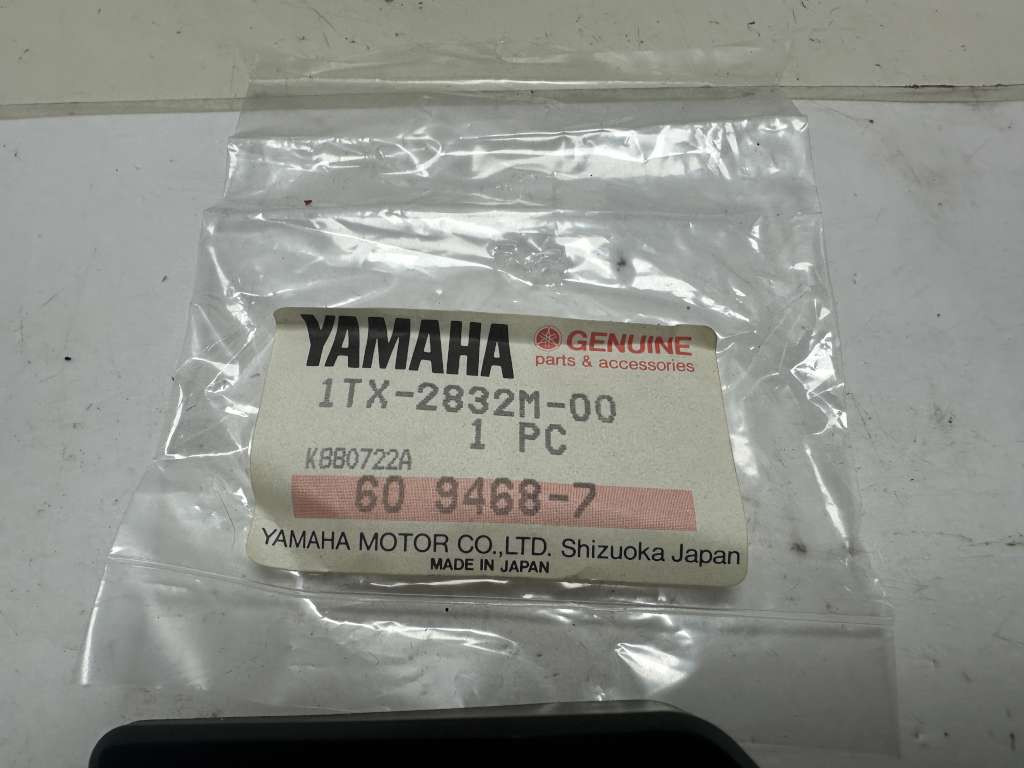 YAMAHA GENUINE
parts & accessories
1TX-2832M-00
1 PC
K880722A
60 9468-7
YAMAHA MOTOR CO.,LTD. Shizuoka Japan
MADE IN JAPAN